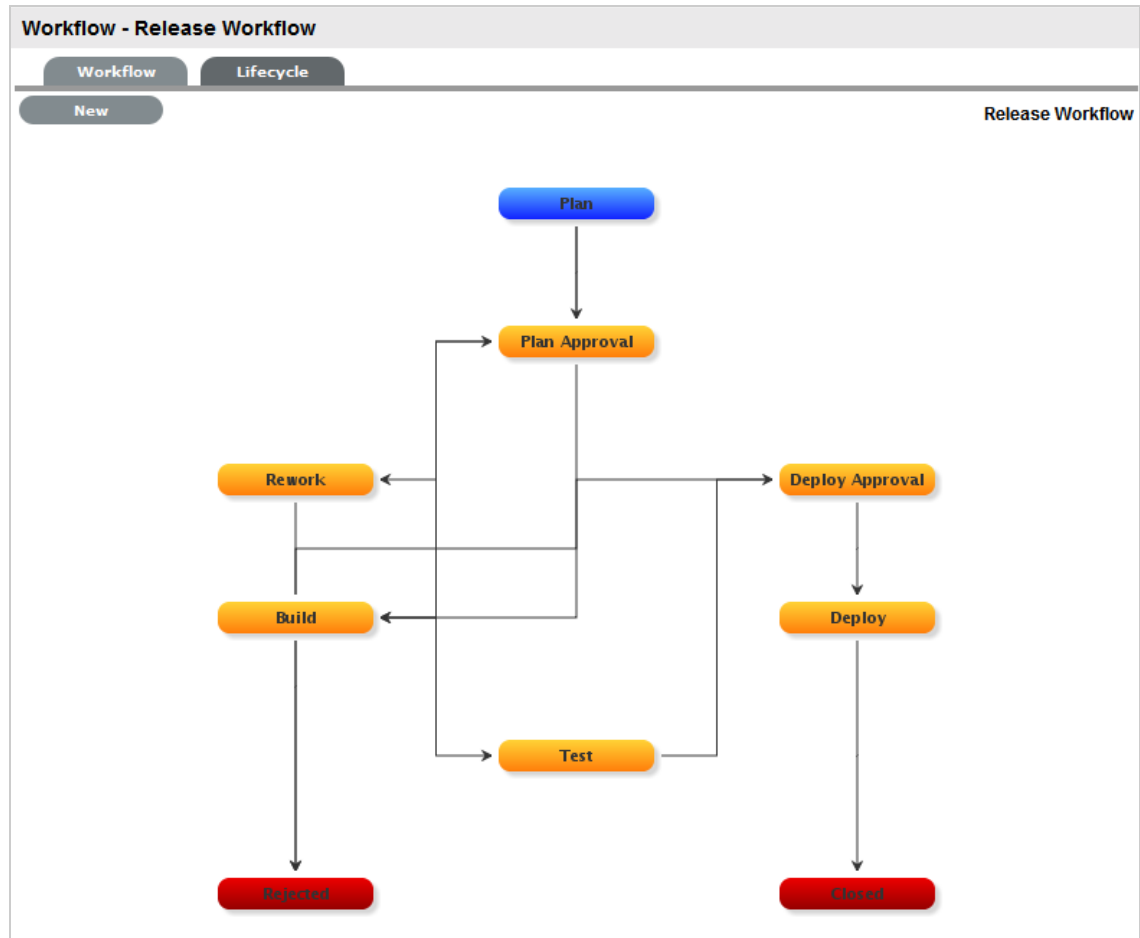 Workflow - Release Workflow
Workflow
Lifecycle
New
Release Workflow
Plan
Plan Approval
Rework
Deploy Approval
Build
Deploy
Test
Rejected
Closed